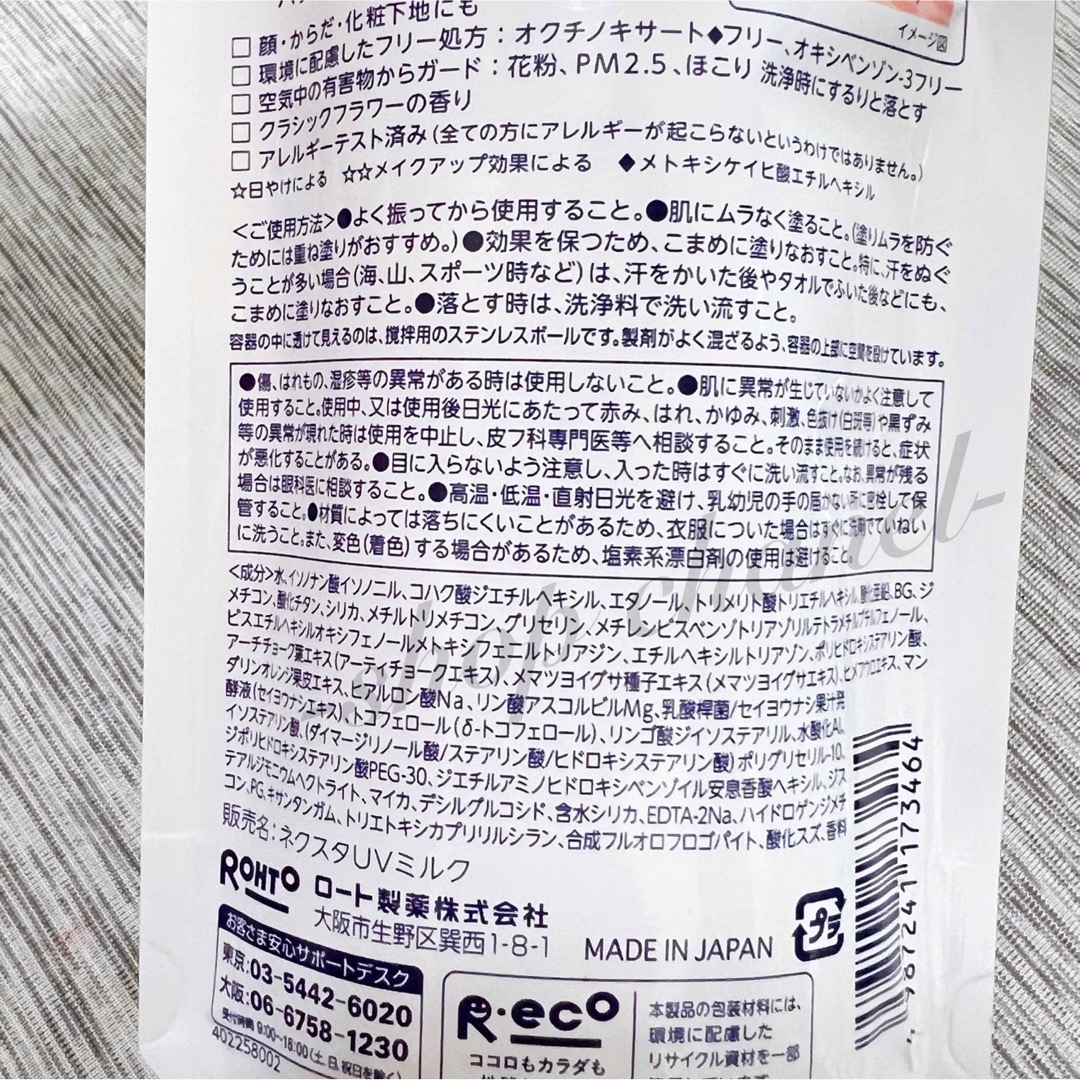 イメージ図
□ 顔・からだ・化粧下地にも
□ 環境に配慮したフリー処方：オクチノキサート◆フリー、オキシベンゾン-3フリー
□ 空気中の有害物からガード：花粉、PM2.5、ほこり 洗浄時にするりと落とす
□ クラシックフラワーの香り
□ アレルギーテスト済み(全ての方にアレルギーが起こらないというわけではありません。)
☆日やけによる ☆☆メイクアップ効果による ◆メトキシケイヒ酸エチルヘキシル
<ご使用方法>●よく振ってから使用すること。●肌にムラなく塗ること。(塗りムラを防ぐ
ためには重ね塗りがおすすめ。)●効果を保つため、こまめに塗りなおすこと。特に、汗をぬぐ
うことが多い場合(海、山、スポーツ時など)は、汗をかいた後やタオルでふいた後などにも、
こまめに塗りなおすこと。●落とす時は、洗浄料で洗い流すこと。
容器の中に透けて見えるのは、撹拌用のステンレスボールです。製剤がよく混ざるよう、容器の上部に空間を設けています。
●傷、はれもの、湿疹等の異常がある時は使用しないこと。●肌に異常が生じていないかよく注意して
使用すること。使用中、又は使用後日光にあたって赤み、はれ、かゆみ、刺激、色抜け(白斑等)や黒ずみ
等の異常が現れた時は使用を中止し、皮フ科専門医等へ相談すること。そのまま使用を続けると、症状
が悪化することがある。●目に入らないよう注意し、入った時はすぐに洗い流すこと。なお、異常が残る
場合は眼科医に相談すること。●高温・低温・直射日光を避け、乳幼児の手の届かない所に密栓して保
管すること。●材質によっては落ちにくいことがあるため、衣服についた場合はすぐに洗剤でていねい
に洗うこと。また、変色(着色)する場合があるため、塩素系漂白剤の使用は避けること。
<成分>水、イソノナン酸イソノニル、コハク酸ジエチルヘキシル、エタノール、トリメリト酸トリエチルヘキシル、酸化亜鉛、BG、ジ
メチコン、酸化チタン、シリカ、メチルトリメチコン、グリセリン、メチレンビスベンゾトリアゾリルテトラメチルブチルフェノール、
ビスエチルヘキシルオキシフェノールメトキシフェニルトリアジン、エチルヘキシルトリアゾン、ポリヒドロキシステアリン酸、
アーチチョーク葉エキス(アーティチョークエキス)、メマツヨイグサ種子エキス(メマツヨイグサエキス)、ヒメフウロエキス、マン
ダリンオレンジ果皮エキス、ヒアルロン酸Na、リン酸アスコルビルMg、乳酸桿菌/セイヨウナシ果汁発
酵液(セイヨウナシエキス)、トコフェロール(δ-トコフェロール)、リンゴ酸ジイソステアリル、水酸化Al、
イソステアリン酸、(ダイマージリノール酸/ステアリン酸/ヒドロキシステアリン酸)ポリグリセリル-10、
ジポリヒドロキシステアリン酸PEG-30、ジエチルアミノヒドロキシベンゾイル安息香酸ヘキシル、ジス
テアルジモニウムヘクトライト、マイカ、デシルグルコシド、含水シリカ、EDTA-2Na、ハイドロゲンジメチ
コン、PG、キサンタンガム、トリエトキシカプリリルシラン、合成フルオロフロゴパイト、酸化スズ、香料
販売名：ネクスタUVミルク
ROHTO ロート製薬株式会社
大阪市生野区巽西1-8-1
MADE IN JAPAN
プラ
4 987241 173464
お客さま安心サポートデスク
東京：03-5442-6020
大阪：06-6758-1230
受付時間 9:00~18:00(土、日、祝日を除く)
402258002
R・eco
ココロもカラダも
本製品の包装材料には、
環境に配慮した
リサイクル資材を一部
-shop chanel-